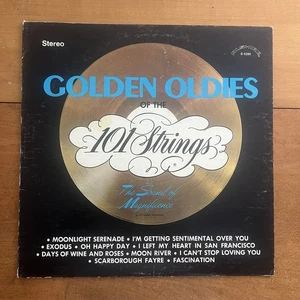 Stereo
GOLDEN OLDIES
OF THE
101 Strings
The Sound of
Magnificence
• MOONLIGHT SERENADE • I'M GETTING SENTIMENTAL OVER YOU
• EXODUS • OH HAPPY DAY • I LEFT MY HEART IN SAN FRANCISCO
• DAYS OF WINE AND ROSES • MOON RIVER • I CAN'T STOP LOVING YOU
• SCARBOROUGH FAYRE • FASCINATION